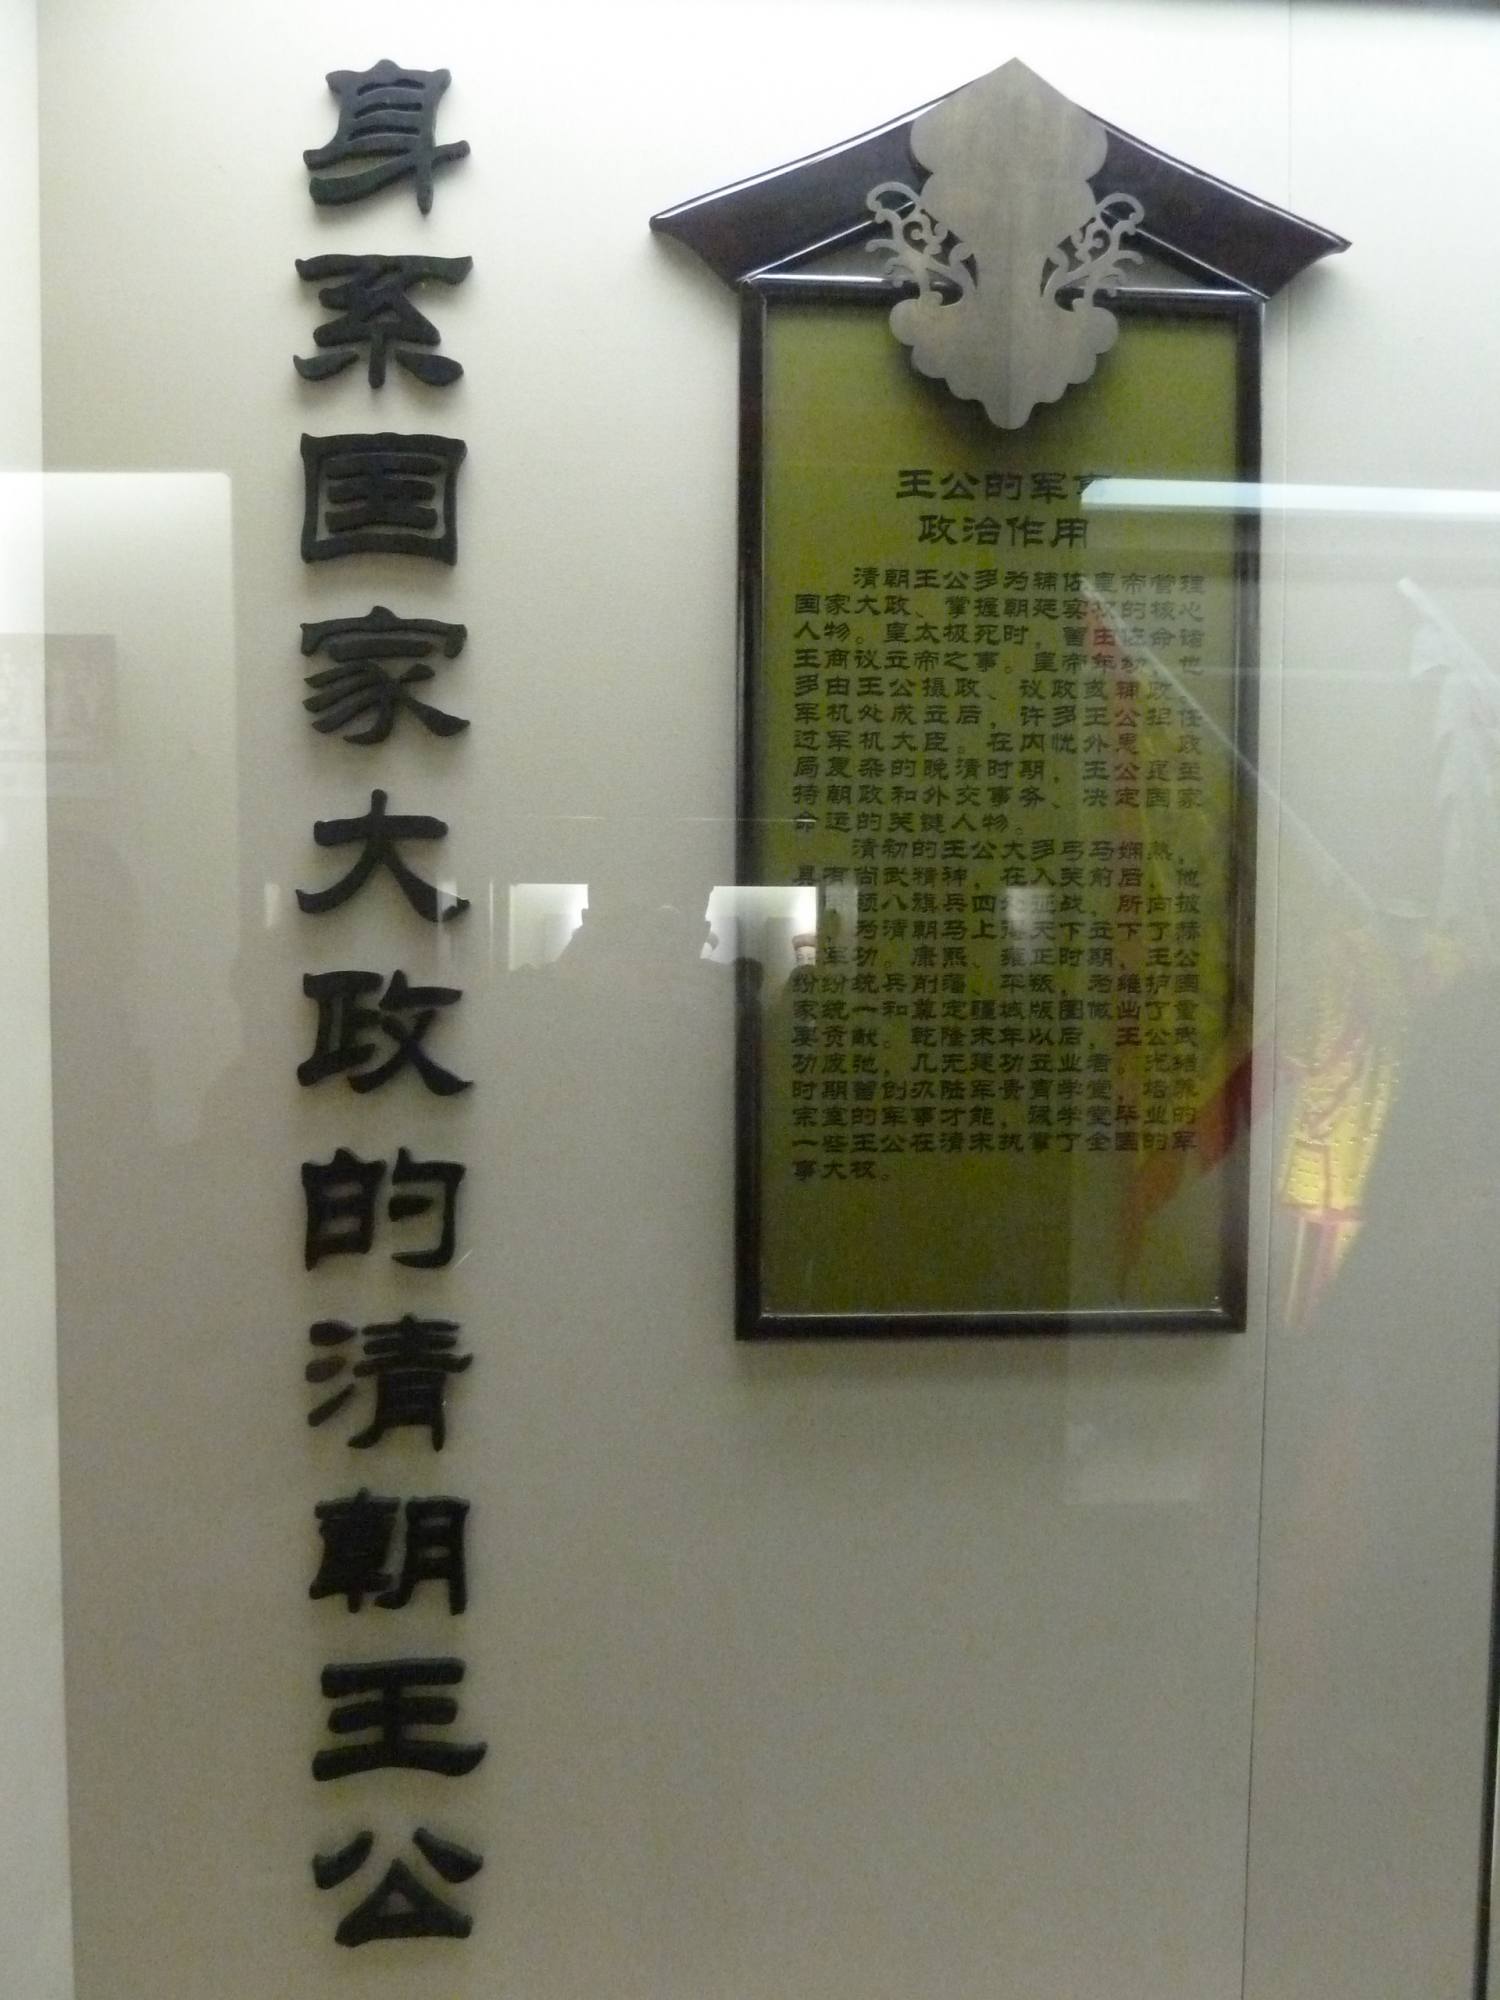 身系国家大政的清朝王公
王公的军事
政治作用
清朝王公多为辅佐皇帝管理
国家大政、掌握朝廷实权的核心
人物。皇太极死时,曾由
命诸
王商议立帝之事。皇帝年幼,也
多由王公摄政、议政或辅政。
军机处成立后,许多王公担任
过军机大臣。在内忧外患、政
局复杂的晚清时期,王公是主
持朝政和外交事务、决定国家
命运的关键人物。
清初的王公大多弓马娴熟,
具有尚武精神,在入关前后,他
领八旗兵四处征战,所向披
,为清朝马上得天下立下了赫
军功。康熙、雍正时期,王公
纷纷统兵削藩、平叛,为维护国
家统一和奠定疆域版图做出了重
要贡献。乾隆末年以后,王公武
功废弛,几无建功立业者。光绪
时期曾创办陆军贵胄学堂,培养
宗室的军事才能,该学堂毕业的
一些王公在清末执掌了全国的军
事大权。